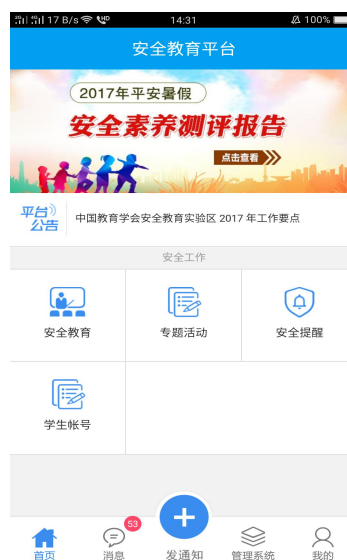 17 B/s 14:31 100%
安全教育平台
2017年平安暑假
安全素养测评报告
点击查看
平台
公告
中国教育学会安全教育实验区 2017 年工作要点
安全工作
安全教育
专题活动
安全提醒
学生帐号
53
首页
消息
发通知
管理系统
我的